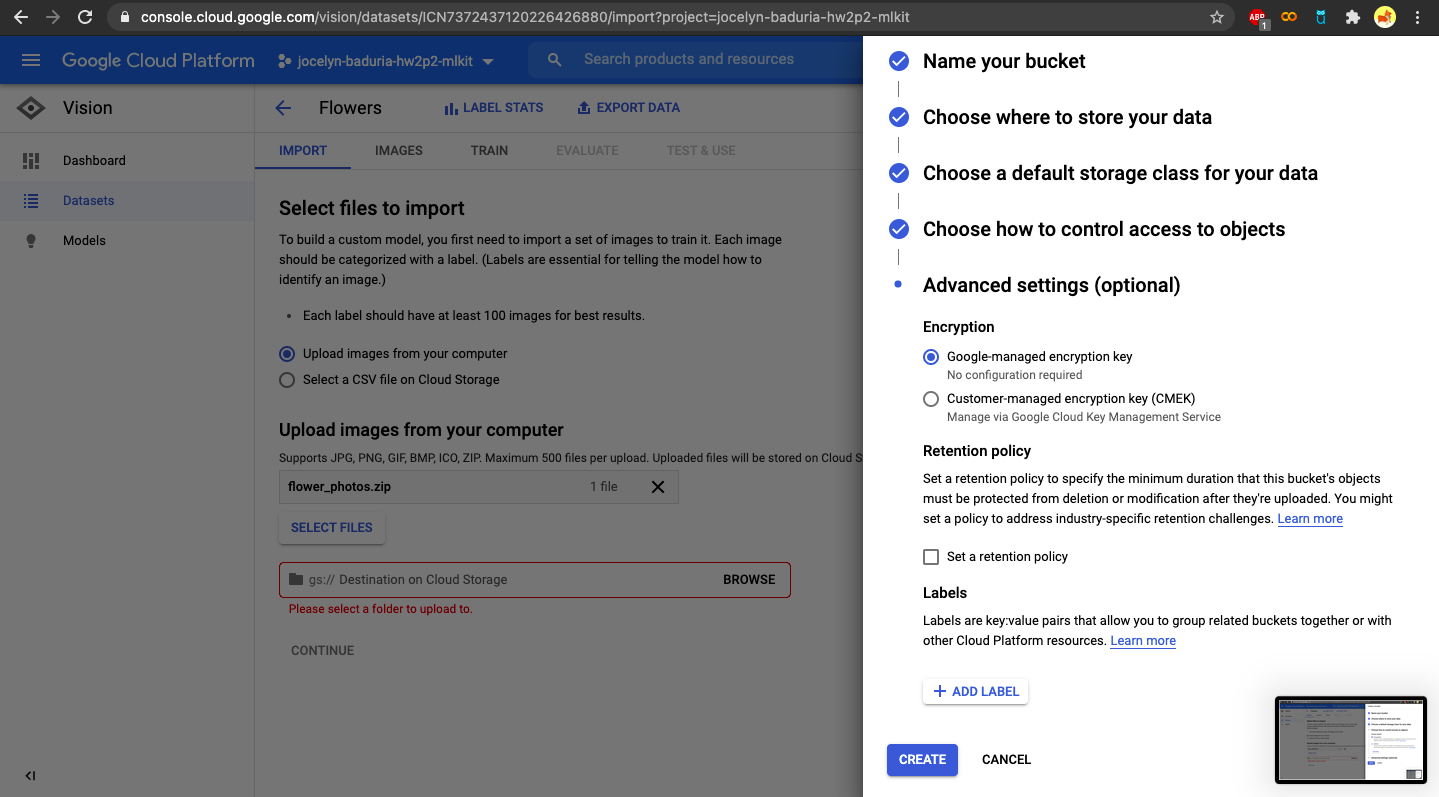 console.cloud.google.com/vision/datasets/ICN7372437120226426880/import?project=jocelyn-baduria-hw2p2-mlkit
ABP
1
Google Cloud Platform
jocelyn-baduria-hw2p2-mlkit
Search products and resources
Vision
Dashboard
Datasets
Models
Flowers
LABEL STATS
EXPORT DATA
IMPORT
IMAGES
TRAIN
EVALUATE
TEST & USE
Select files to import
To build a custom model, you first need to import a set of images to train it. Each image
should be categorized with a label. (Labels are essential for telling the model how to
identify an image.)
• Each label should have at least 100 images for best results.
Upload images from your computer
Select a CSV file on Cloud Storage
Upload images from your computer
Supports JPG, PNG, GIF, BMP, ICO, ZIP. Maximum 500 files per upload. Uploaded files will be stored on Cloud S
flower_photos.zip
1 file
SELECT FILES
gs:// Destination on Cloud Storage
BROWSE
Please select a folder to upload to.
CONTINUE
Name your bucket
Choose where to store your data
Choose a default storage class for your data
Choose how to control access to objects
Advanced settings (optional)
Encryption
Google-managed encryption key
No configuration required
Customer-managed encryption key (CMEK)
Manage via Google Cloud Key Management Service
Retention policy
Set a retention policy to specify the minimum duration that this bucket's objects
must be protected from deletion or modification after they're uploaded. You might
set a policy to address industry-specific retention challenges. Learn more
Set a retention policy
Labels
Labels are key:value pairs that allow you to group related buckets together or with
other Cloud Platform resources. Learn more
ADD LABEL
CREATE
CANCEL